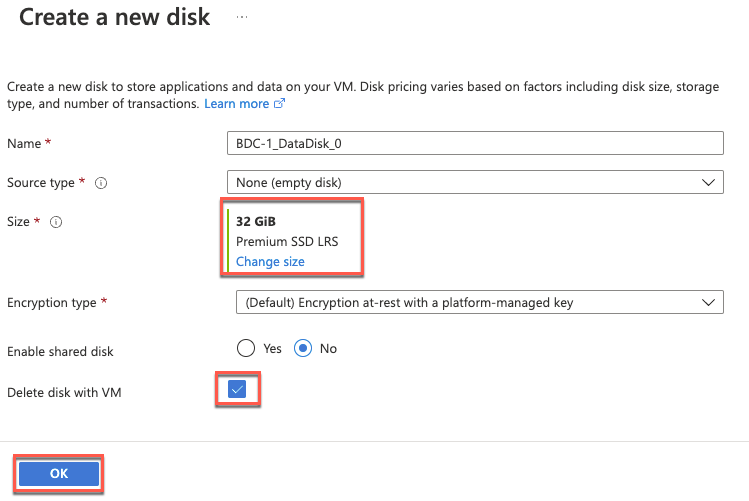 Create a new disk ...
Create a new disk to store applications and data on your VM. Disk pricing varies based on factors including disk size, storage
type, and number of transactions. Learn more
Name *
BDC-1_DataDisk_0
Source type *
None (empty disk)
Size *
32 GiB
Premium SSD LRS
Change size
Encryption type *
(Default) Encryption at-rest with a platform-managed key
Enable shared disk
Yes No
Delete disk with VM
OK